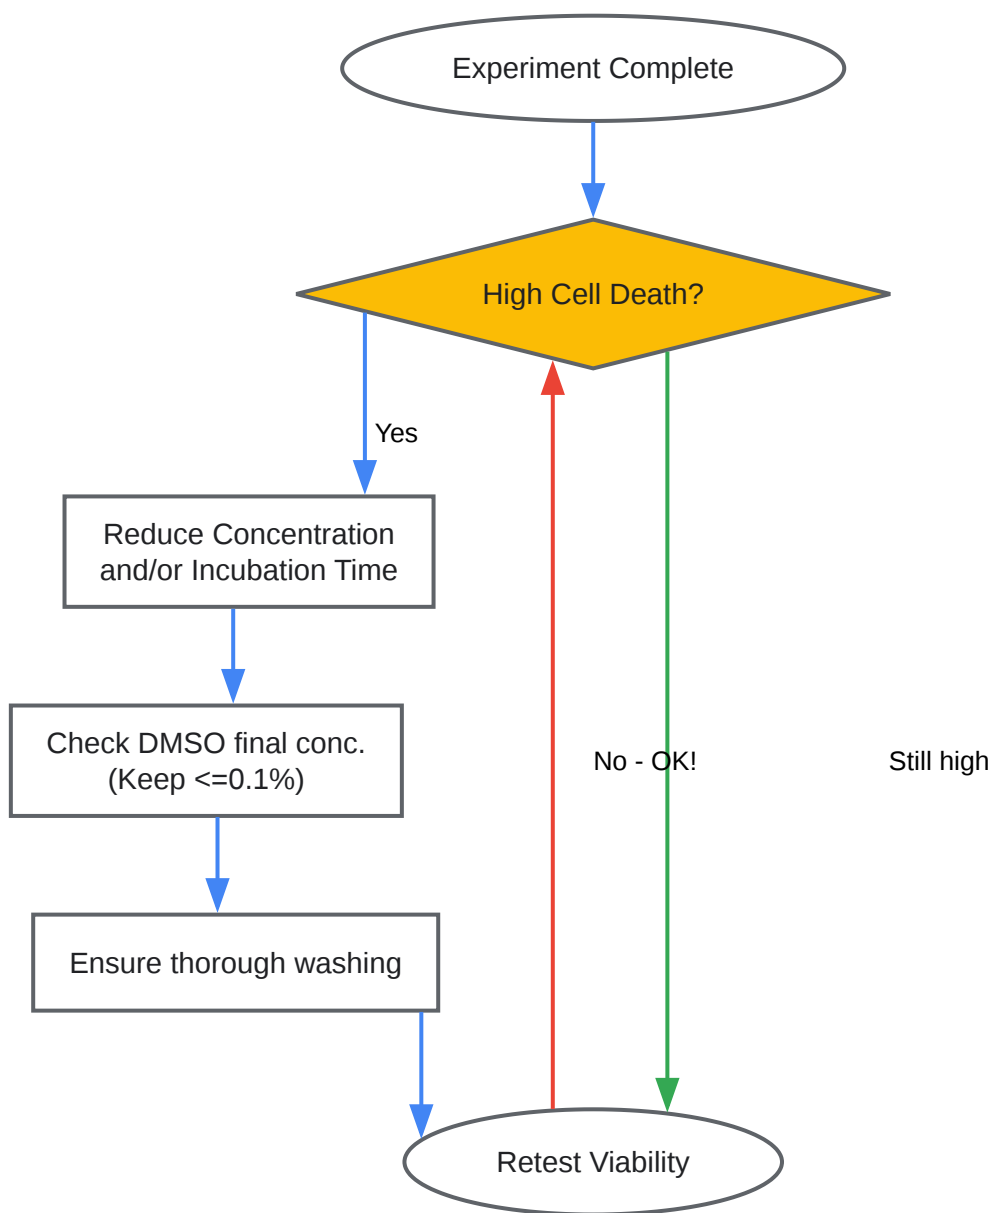 Experiment Complete
High Cell Death?
Yes
Reduce Concentration
and/or Incubation Time
Check DMSO final conc.
(Keep <=0.1%)
No - OK!
Still high
Ensure thorough washing
Retest Viability